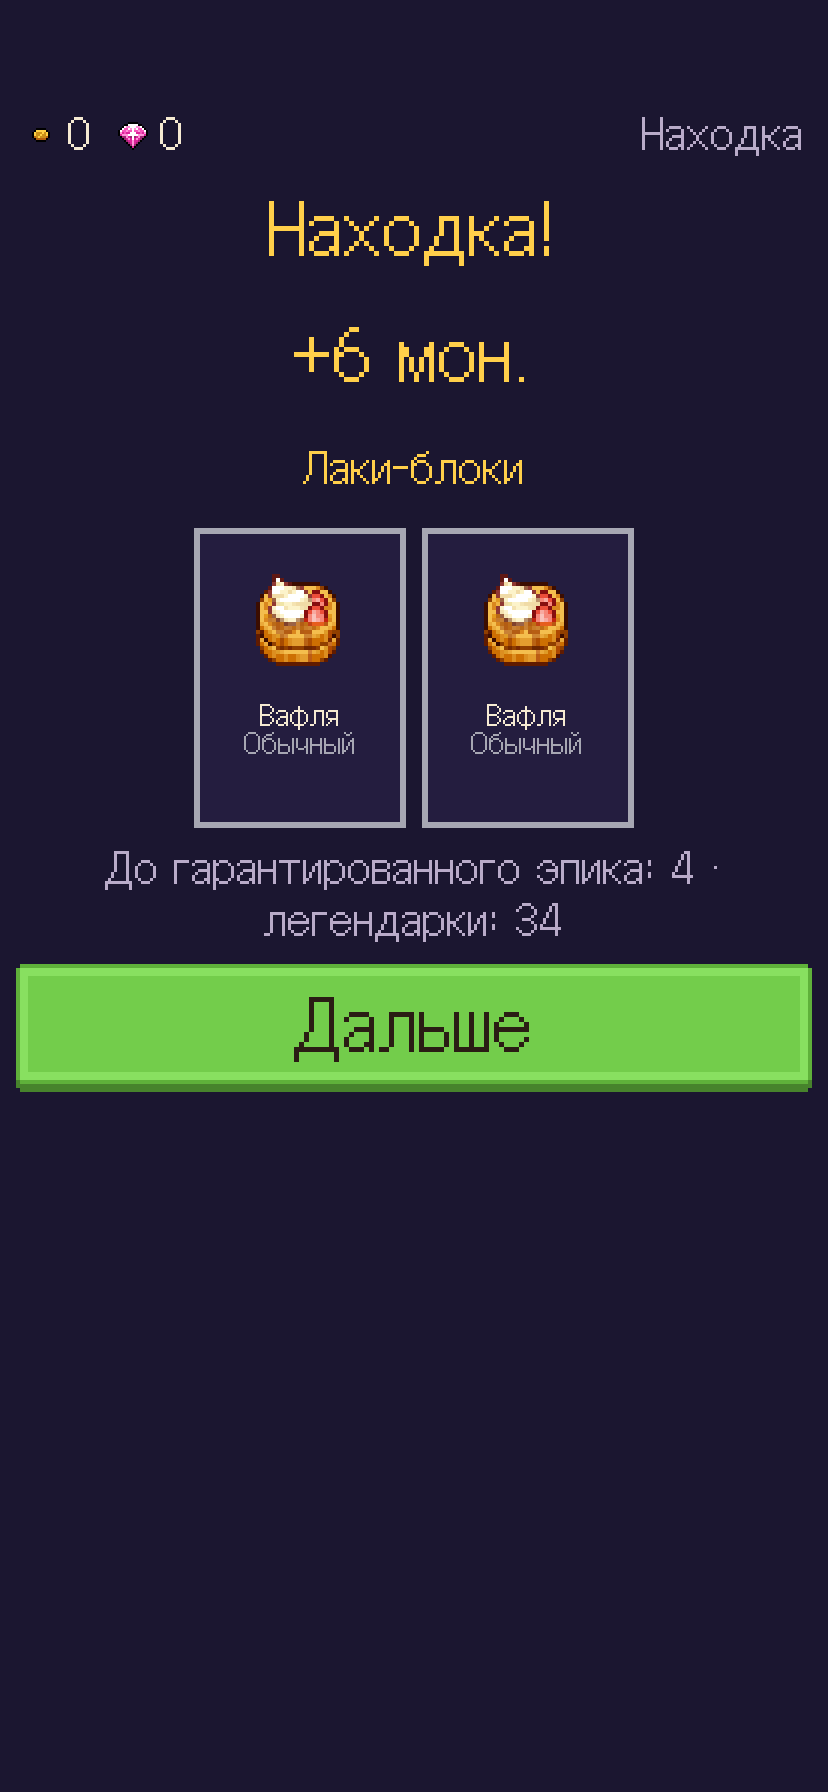 0 0 Находка
Находка!
+6 мон.
Лаки-блоки
Вафля Вафля
Обычный Обычный
До гарантированного эпика: 4 ·
легендарки: 34
Дальше